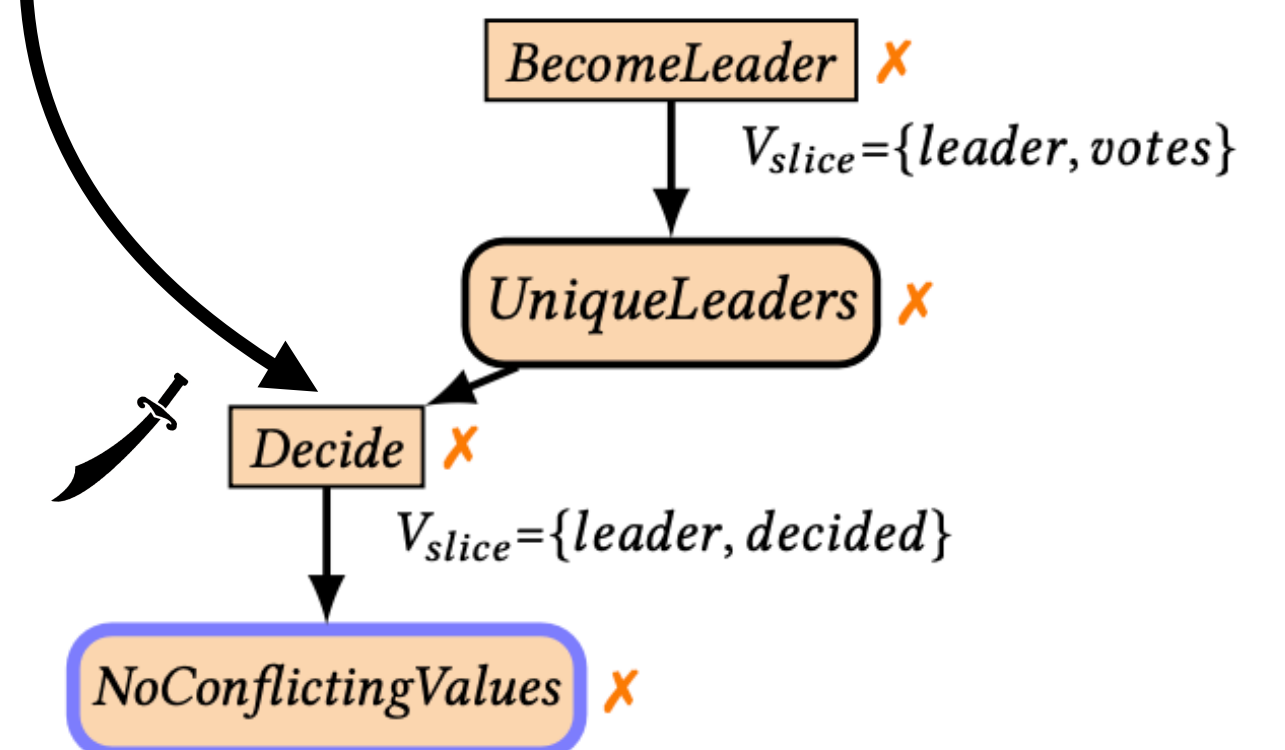 BecomeLeader ✗
V_slice={leader, votes}
UniqueLeaders ✗
Decide ✗
V_slice={leader, decided}
NoConflictingValues ✗